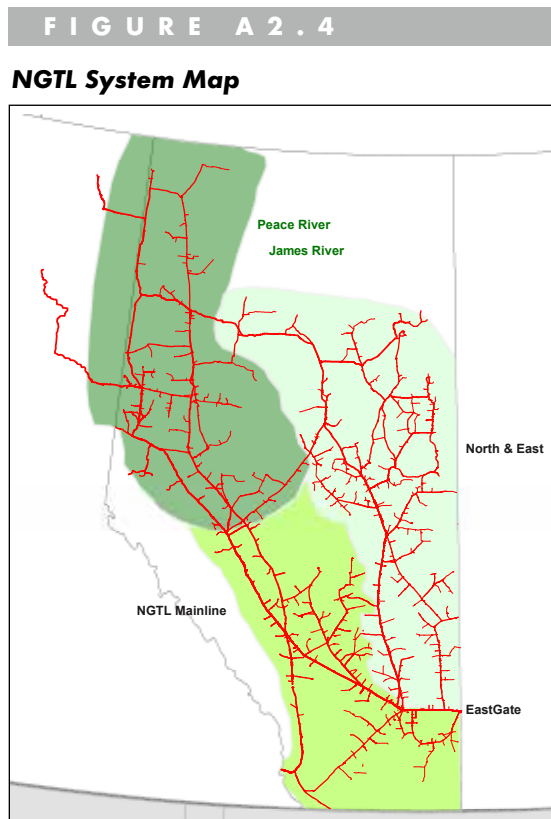 FIGURE A2.4
NGTL System Map
Peace River
James River
North & East
NGTL Mainline
EastGate